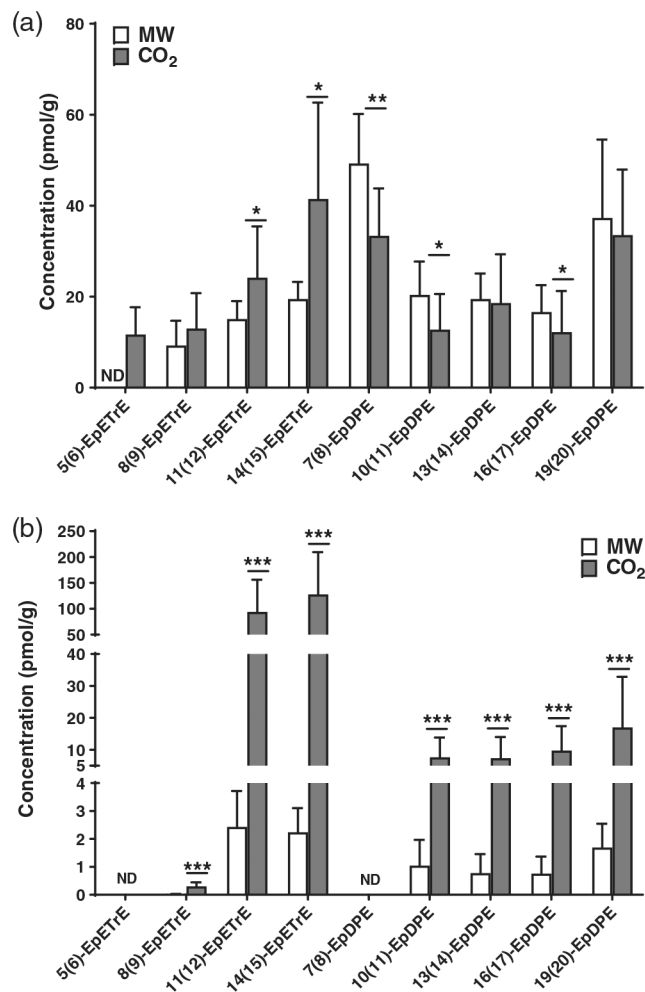 (a)
MW
CO2
Concentration (pmol/g)
80
60
40
20
0
ND
*
*
**
*
*
5(6)-EpETrE
8(9)-EpETrE
11(12)-EpETrE
14(15)-EpETrE
7(8)-EpDPE
10(11)-EpDPE
13(14)-EpDPE
16(17)-EpDPE
19(20)-EpDPE
(b)
MW
CO2
Concentration (pmol/g)
250
200
150
100
50
40
30
20
10
5
4
3
2
1
0
ND
***
***
***
ND
***
***
***
***
5(6)-EpETrE
8(9)-EpETrE
11(12)-EpETrE
14(15)-EpETrE
7(8)-EpDPE
10(11)-EpDPE
13(14)-EpDPE
16(17)-EpDPE
19(20)-EpDPE